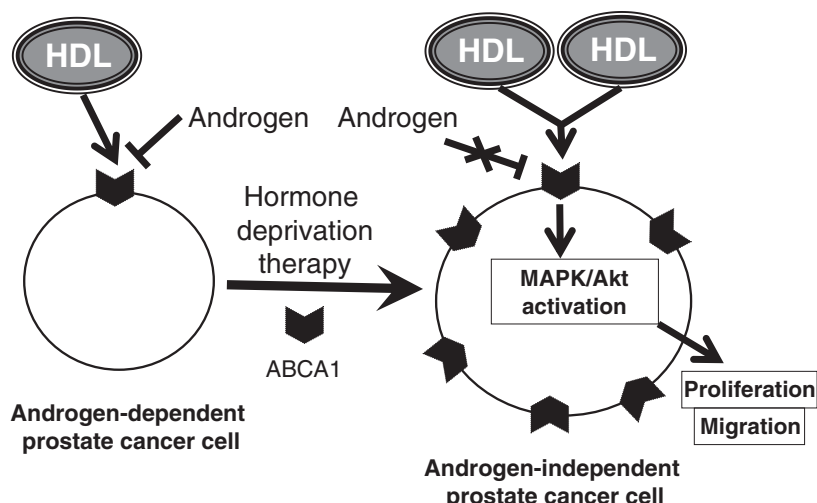 HDL
HDL
HDL
Androgen
Androgen
Hormone
deprivation
therapy
ABCA1
MAPK/Akt
activation
Proliferation
Migration
Androgen-dependent
prostate cancer cell
Androgen-independent
prostate cancer cell